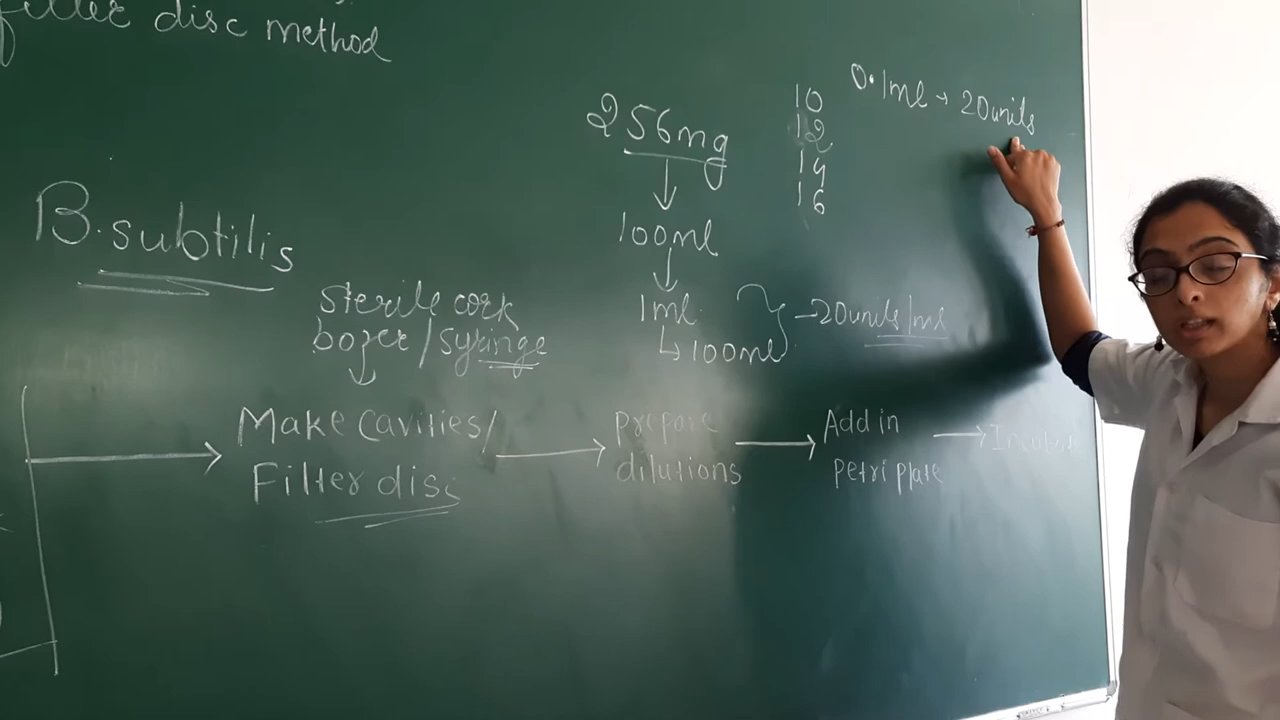 filter disc method
B. subtilis
sterile cork
borer/syringe
256mg
100ml
1ml
100ml
20units/ml
10
12
14
16
0.1ml → 20units
Make cavities/
Filter disc
prepare
dilutions
Add in
petri plate